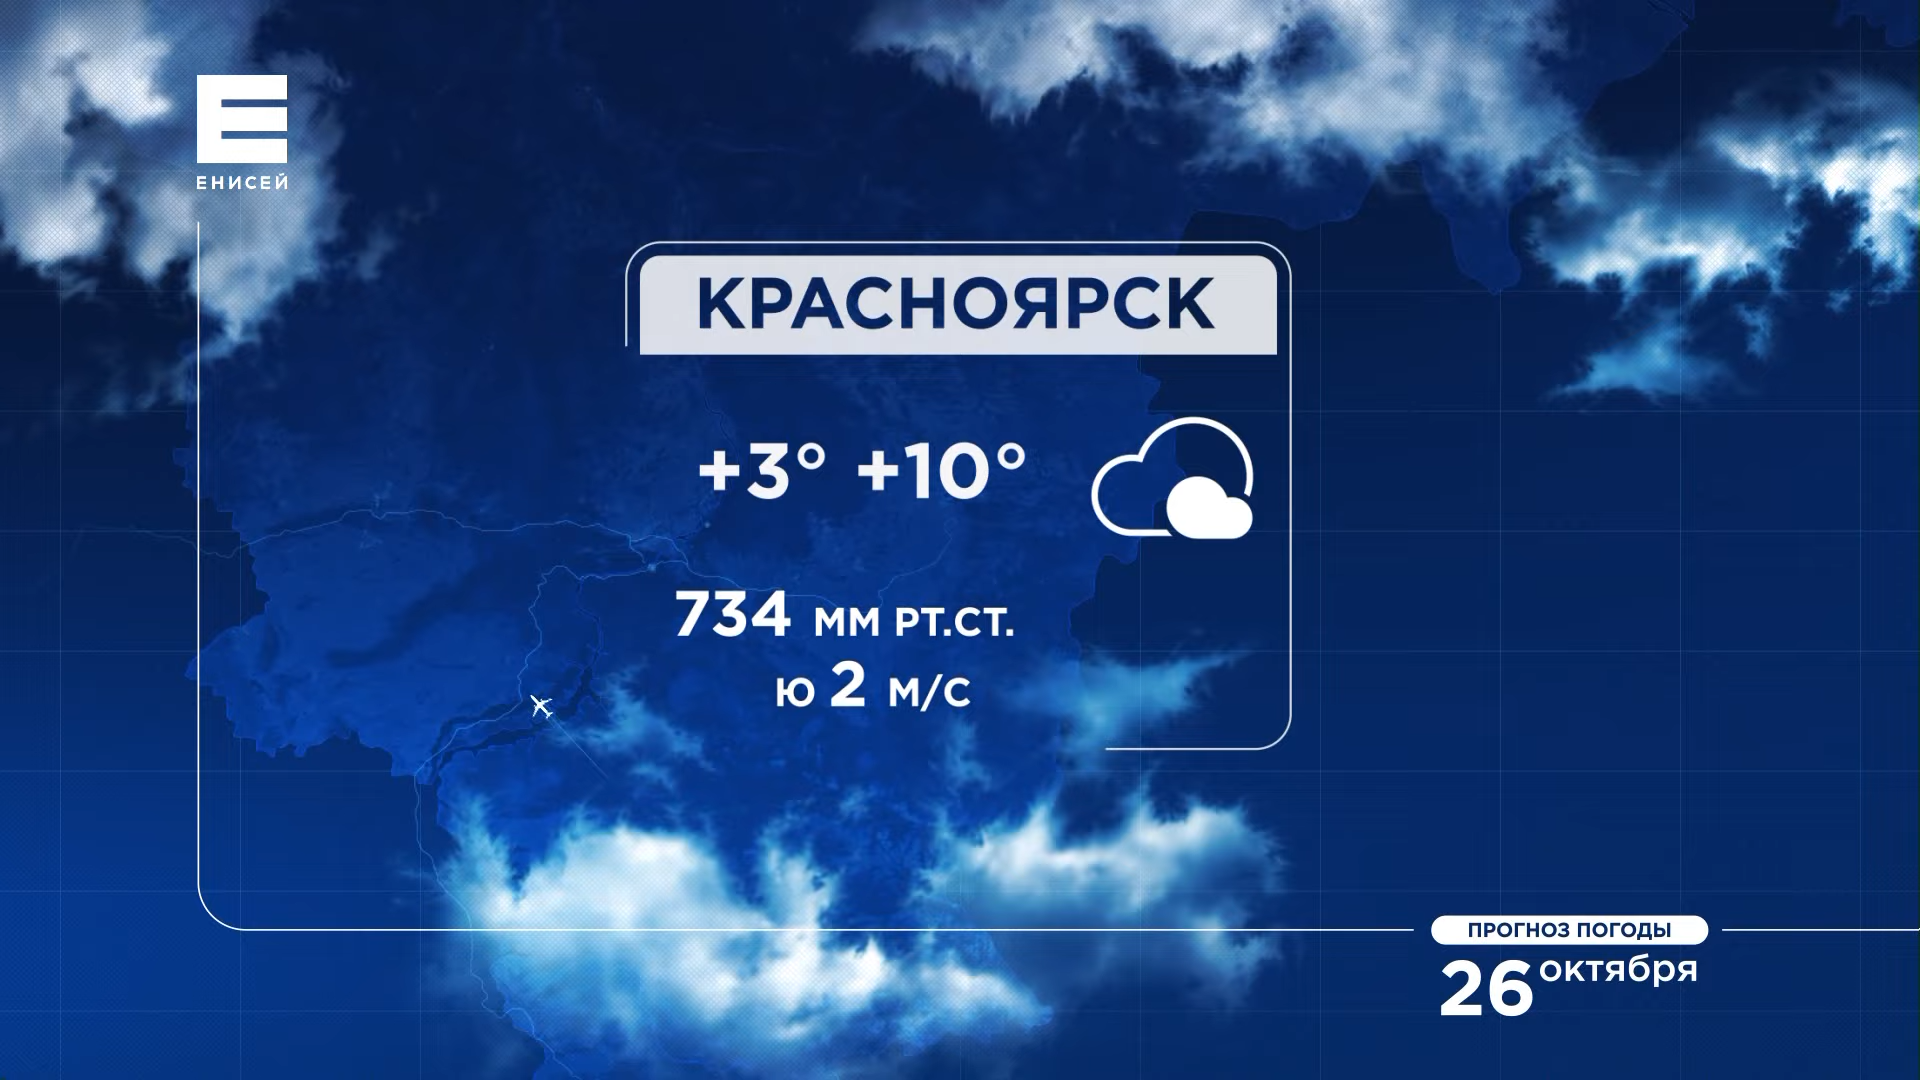 ЕНИСЕЙ
КРАСНОЯРСК
+3° +10°
734 ММ РТ.СТ.
Ю 2 М/С
ПРОГНОЗ ПОГОДЫ
26 октября